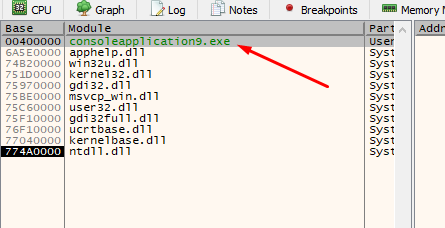 CPU Graph Log Notes Breakpoints Memory M
Base Module Part Addr
00400000 consoleapplication9.exe User
6A5E0000 apphelp.dll Syst
74B20000 win32u.dll Syst
751D0000 kernel32.dll Syst
75970000 gdi32.dll Syst
75BE0000 msvcp_win.dll Syst
75C60000 user32.dll Syst
75F10000 gdi32full.dll Syst
76F10000 ucrtbase.dll Syst
77040000 kernelbase.dll Syst
774A0000 ntdll.dll Syst